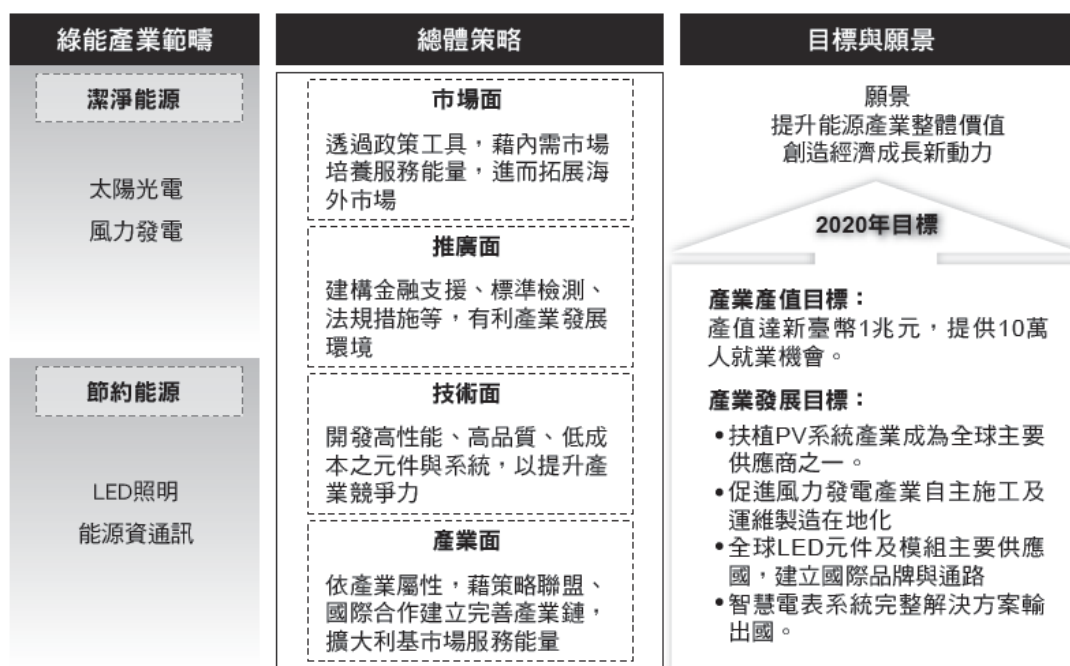 綠能產業範疇
潔淨能源
太陽光電
風力發電
節約能源
LED照明
能源資通訊
總體策略
市場面
透過政策工具，藉內需市場
培養服務能量，進而拓展海
外市場
推廣面
建構金融支援、標準檢測、
法規措施等，有利產業發展
環境
技術面
開發高性能、高品質、低成
本之元件與系統，以提升產
業競爭力
產業面
依產業屬性，藉策略聯盟、
國際合作建立完善產業鏈，
擴大利基市場服務能量
目標與願景
願景
提升能源產業整體價值
創造經濟成長新動力
2020年目標
產業產值目標：
產值達新臺幣1兆元，提供10萬
人就業機會。
產業發展目標：
•扶植PV系統產業成為全球主要
供應商之一。
•促進風力發電產業自主施工及
運維製造在地化
•全球LED元件及模組主要供應
國，建立國際品牌與通路
•智慧電表系統完整解決方案輸
出國。